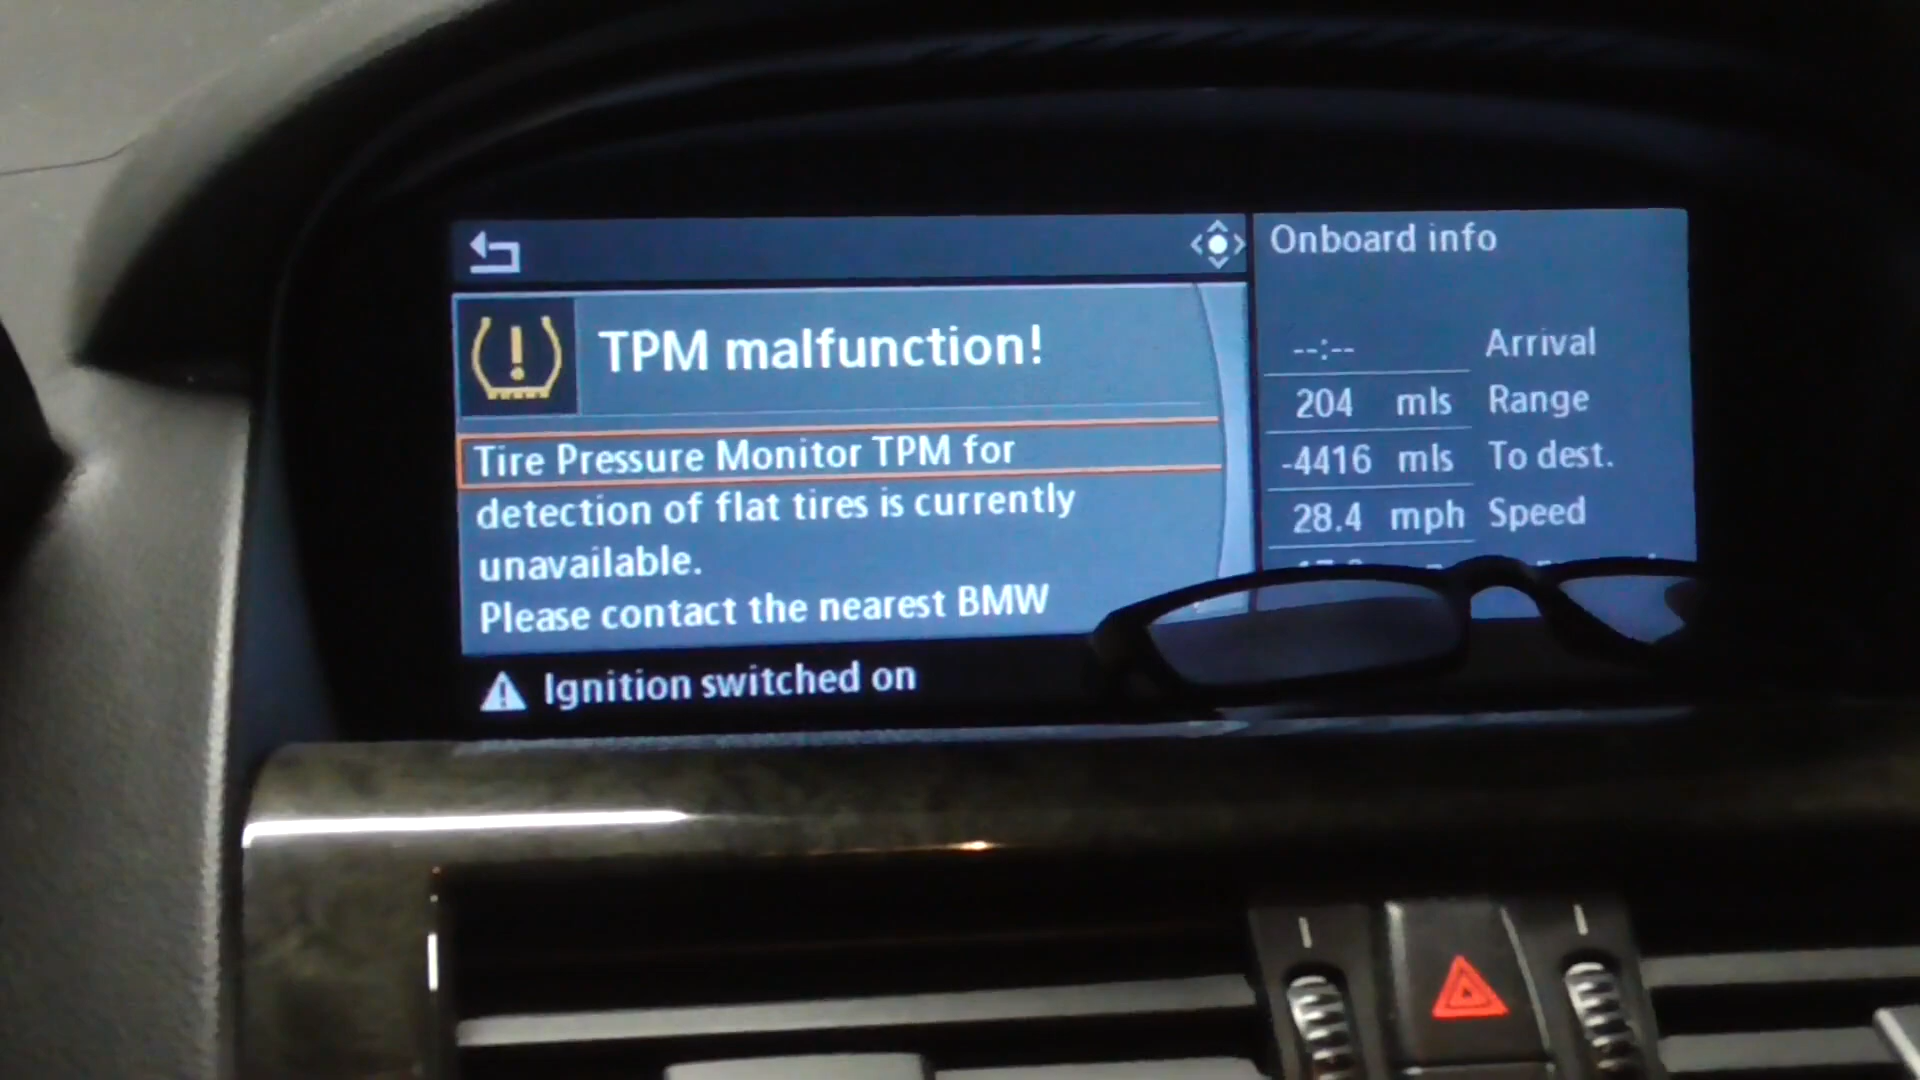 TPM malfunction!
Tire Pressure Monitor TPM for
detection of flat tires is currently
unavailable.
Please contact the nearest BMW
Ignition switched on
Onboard info
--:-- Arrival
204 mls Range
-4416 mls To dest.
28.4 mph Speed